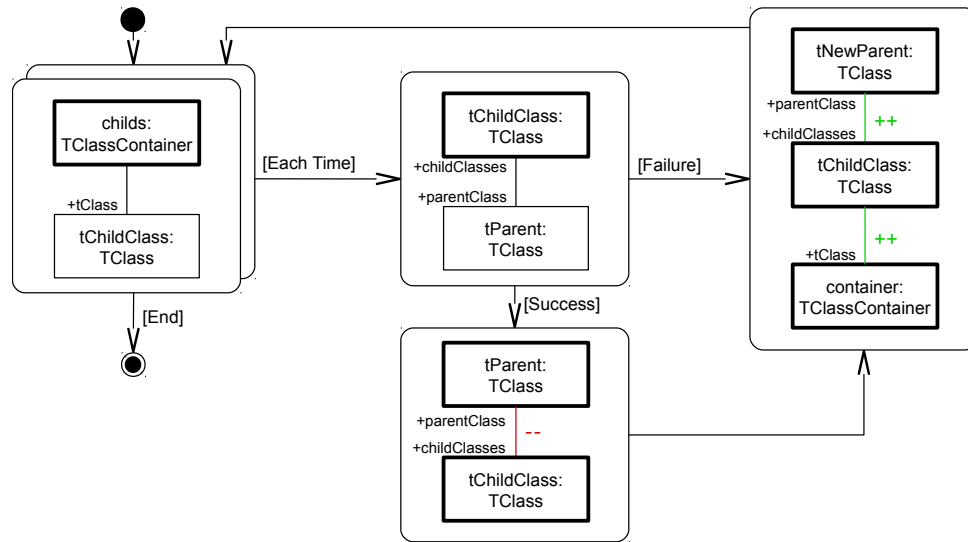 childs:
TClassContainer
+tClass
tChildClass:
TClass
[End]
[Each Time]
tChildClass:
TClass
+childClasses
+parentClass
tParent:
TClass
[Success]
[Failure]
tParent:
TClass
+parentClass
--
+childClasses
tChildClass:
TClass
tNewParent:
TClass
+parentClass
++
+childClasses
tChildClass:
TClass
++
+tClass
container:
TClassContainer